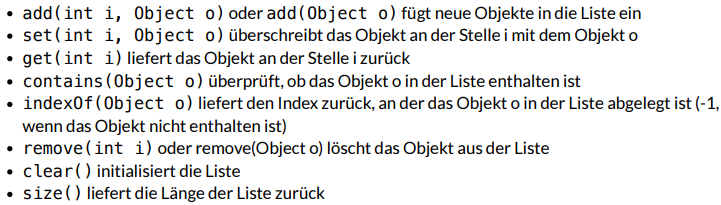 • add(int i, Object o) oder add(Object o) fügt neue Objekte in die Liste ein
• set(int i, Object o) überschreibt das Objekt an der Stelle i mit dem Objekt o
• get(int i) liefert das Objekt an der Stelle i zurück
• contains(Object o) überprüft, ob das Objekt o in der Liste enthalten ist
• indexOf(Object o) liefert den Index zurück, an der das Objekt o in der Liste abgelegt ist (-1,
wenn das Objekt nicht enthalten ist)
• remove(int i) oder remove(Object o) löscht das Objekt aus der Liste
• clear() initialisiert die Liste
• size() liefert die Länge der Liste zurück